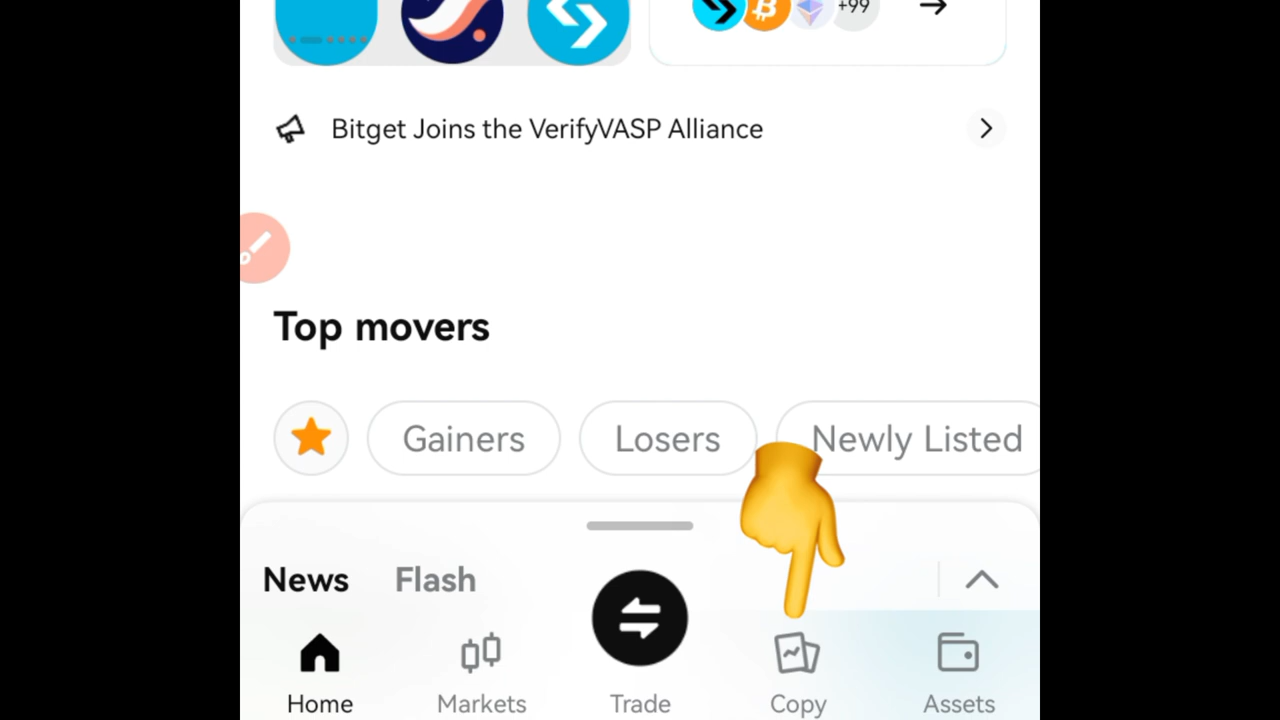 +99
Bitget Joins the VerifyVASP Alliance
Top movers
Gainers Losers Newly Listed
News Flash
Home Markets Trade Copy Assets